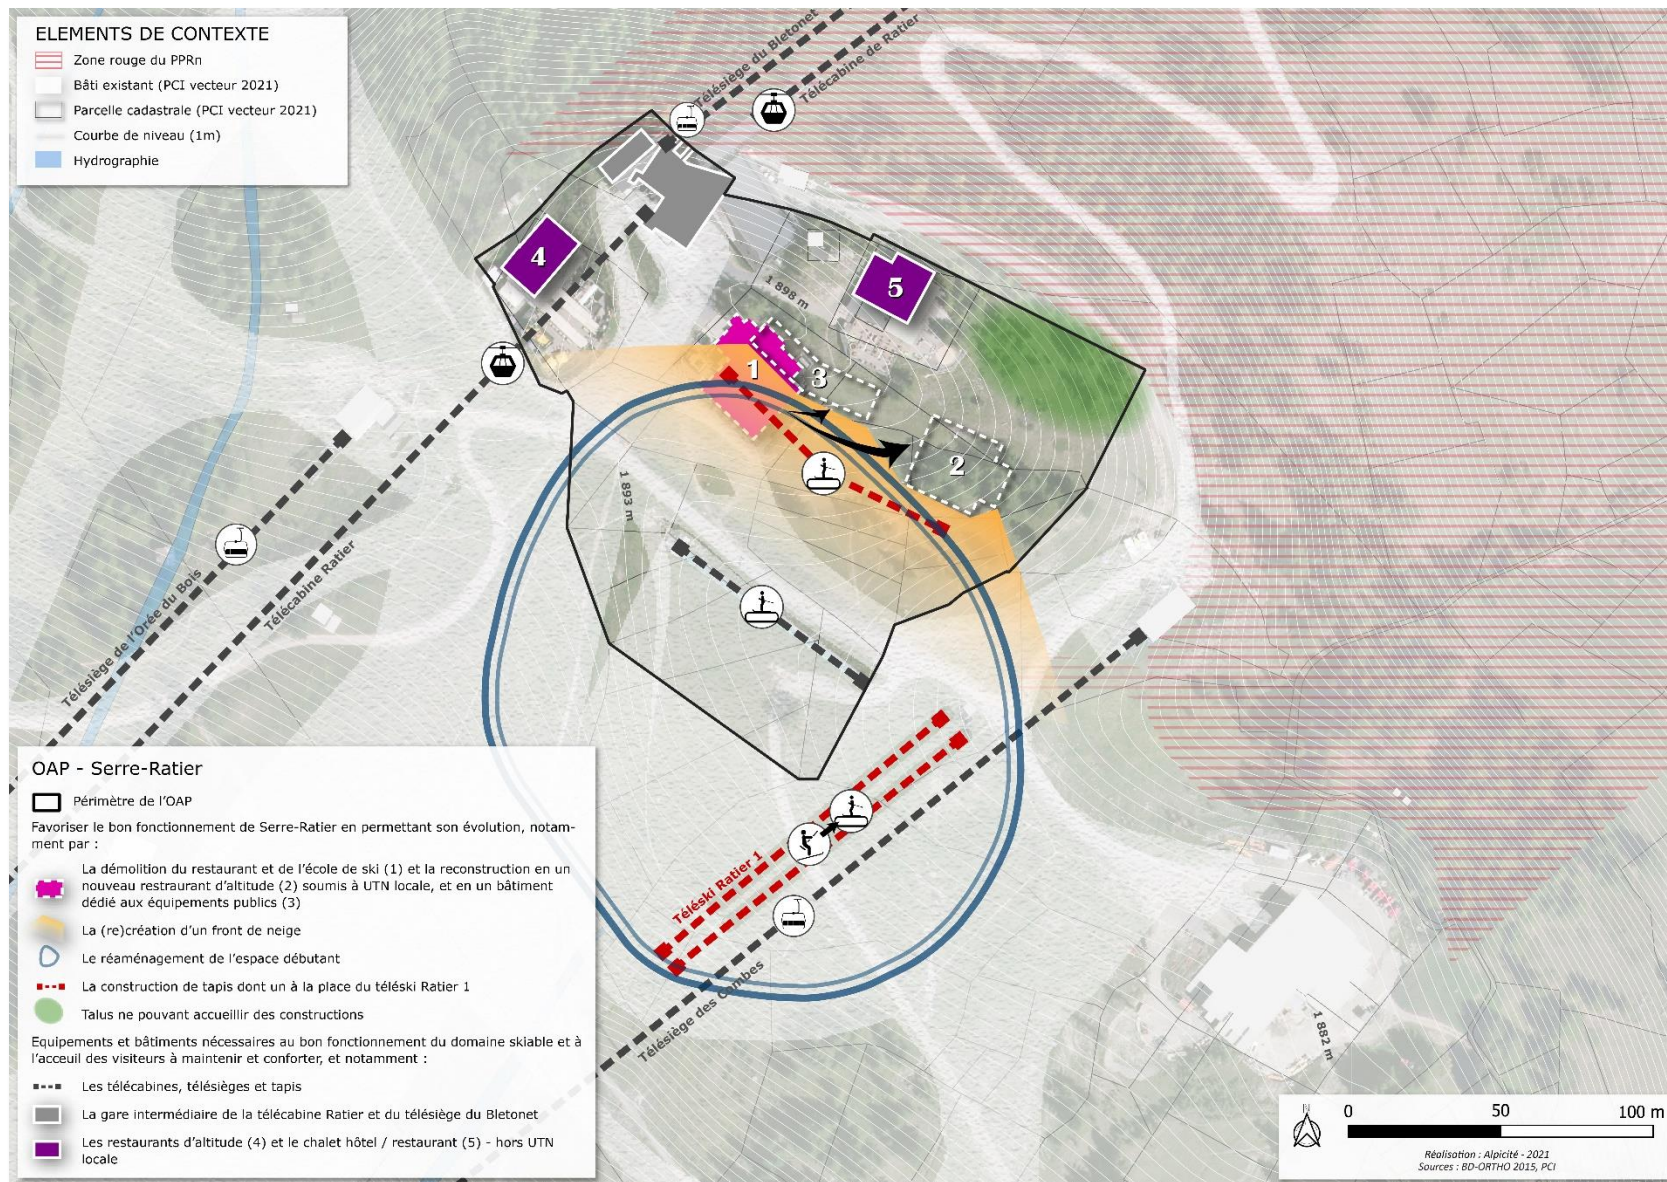 ELEMENTS DE CONTEXTE
Zone rouge du PPRn
Bâti existant (PCI vecteur 2021)
Parcelle cadastrale (PCI vecteur 2021)
Courbe de niveau (1m)
Hydrographie
Télésiège du Bletonet
Télécabine de Ratier
4
5
1 898 m
1
3
2
1 893 m
Télésiège de l'Orée du Bois
Télécabine Ratier
Téléski Ratier 1
Télésiège des Combes
1 882 m
OAP - Serre-Ratier
Périmètre de l'OAP
Favoriser le bon fonctionnement de Serre-Ratier en permettant son évolution, notam-
ment par :
La démolition du restaurant et de l'école de ski (1) et la reconstruction en un
nouveau restraurant d'altitude (2) soumis à UTN locale, et en un bâtiment
dédié aux équipements publics (3)
La (re)création d'un front de neige
Le réaménagement de l'espace débutant
La construction de tapis dont un à la place du téléski Ratier 1
Talus ne pouvant accueillir des constructions
Equipements et bâtiments nécessaires au bon fonctionnement du domaine skiable et à
l'acceuil des visiteurs à maintenir et conforter, et notamment :
Les télécabines, télésièges et tapis
La gare intermédiaire de la télécabine Ratier et du télésiège du Bletonet
Les restaurants d'altitude (4) et le chalet hôtel / restaurant (5) - hors UTN
locale
N
0 50 100 m
Réalisation : Alpicité - 2021
Sources : BD-ORTHO 2015, PCI